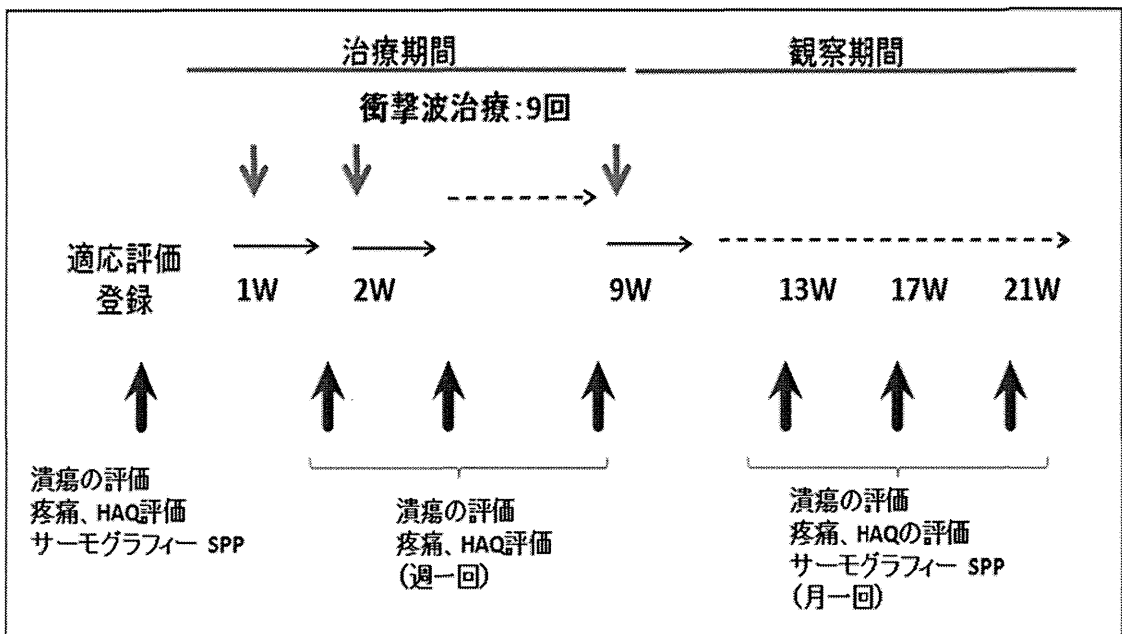 治療期間
観察期間
衝撃波治療:9回
適応評価
登録
1W
2W
9W
13W
17W
21W
潰瘍の評価
疼痛、HAQ評価
サーモグラフィー SPP
潰瘍の評価
疼痛、HAQ評価
(週一回)
潰瘍の評価
疼痛、HAQの評価
サーモグラフィー SPP
(月一回)